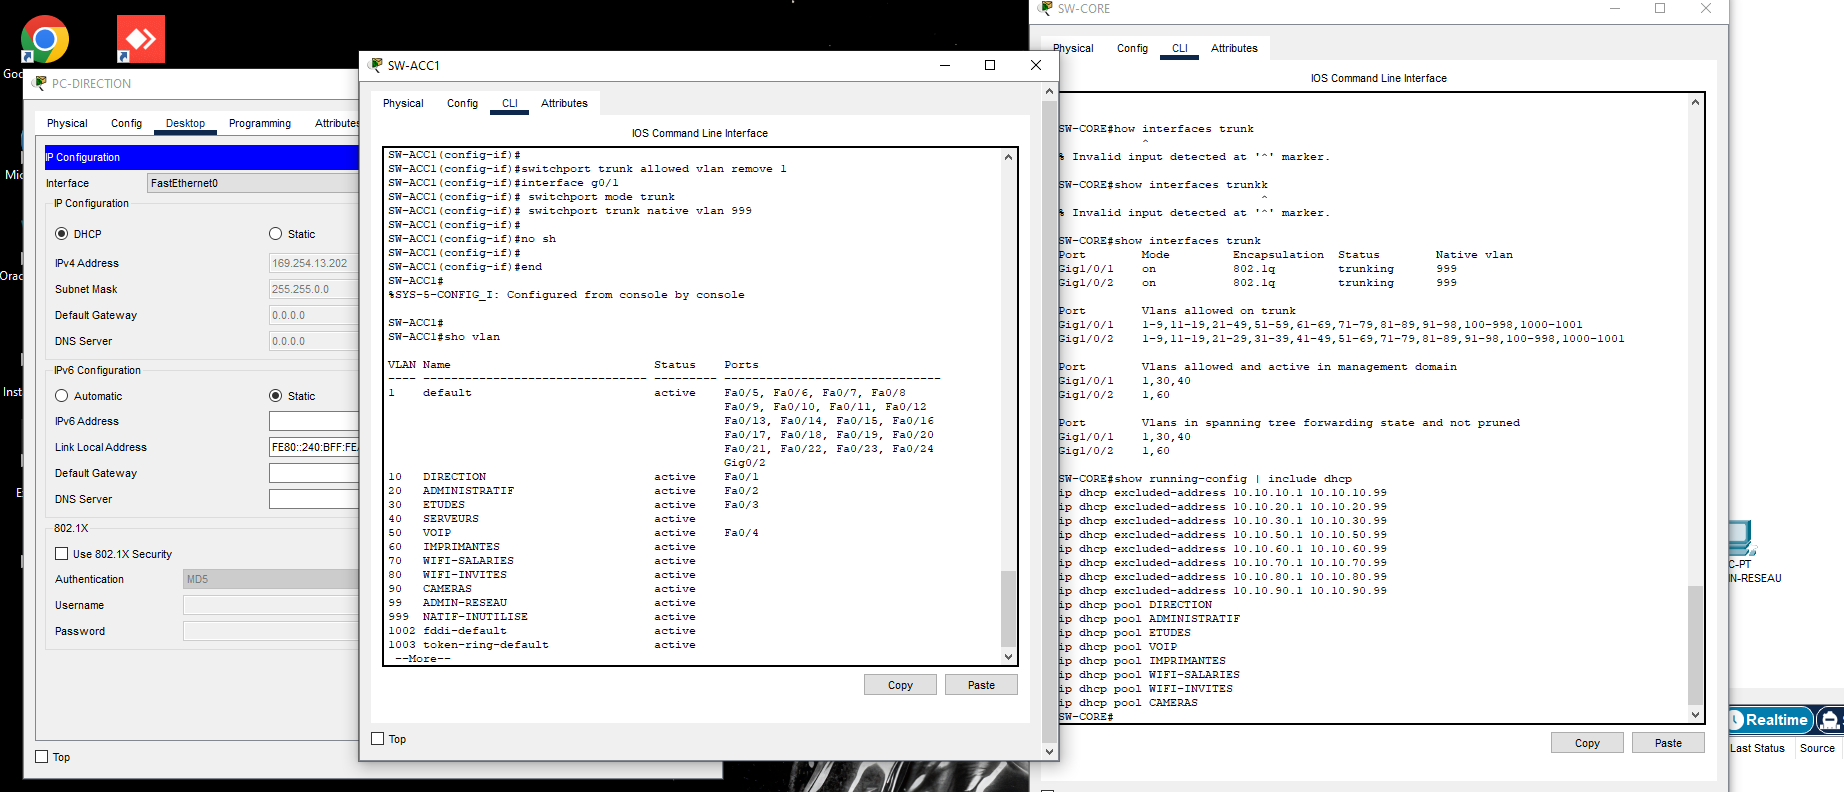 Goo
Mic
Orac
Inst
E
PC-DIRECTION
Physical Config Desktop Programming Attributes
IP Configuration
Interface FastEthernet0
IP Configuration
DHCP Static
IPv4 Address 169.254.13.202
Subnet Mask 255.255.0.0
Default Gateway 0.0.0.0
DNS Server 0.0.0.0
IPv6 Configuration
Automatic Static
IPv6 Address
Link Local Address FE80::240:BFF:FEA
Default Gateway
DNS Server
802.1X
Use 802.1X Security
Authentication MD5
Username
Password
Top
SW-ACC1
Physical Config CLI Attributes
IOS Command Line Interface
SW-ACC1(config-if)#
SW-ACC1(config-if)#switchport trunk allowed vlan remove 1
SW-ACC1(config-if)#interface g0/1
SW-ACC1(config-if)# switchport mode trunk
SW-ACC1(config-if)# switchport trunk native vlan 999
SW-ACC1(config-if)#
SW-ACC1(config-if)#no sh
SW-ACC1(config-if)#
SW-ACC1(config-if)#end
SW-ACC1#
%SYS-5-CONFIG_I: Configured from console by console
SW-ACC1#
SW-ACC1#sho vlan
VLAN Name Status Ports
---- -------------------------------- --------- -------------------------------
1 default active Fa0/5, Fa0/6, Fa0/7, Fa0/8
Fa0/9, Fa0/10, Fa0/11, Fa0/12
Fa0/13, Fa0/14, Fa0/15, Fa0/16
Fa0/17, Fa0/18, Fa0/19, Fa0/20
Fa0/21, Fa0/22, Fa0/23, Fa0/24
Gig0/2
10 DIRECTION active Fa0/1
20 ADMINISTRATIF active Fa0/2
30 ETUDES active Fa0/3
40 SERVEURS active
50 VOIP active Fa0/4
60 IMPRIMANTES active
70 WIFI-SALARIES active
80 WIFI-INVITES active
90 CAMERAS active
99 ADMIN-RESEAU active
999 NATIF-INUTILISE active
1002 fddi-default active
1003 token-ring-default active
--More--
Copy Paste
Top
SW-CORE
Physical Config CLI Attributes
IOS Command Line Interface
SW-CORE#how interfaces trunk
^
% Invalid input detected at '^' marker.
SW-CORE#show interfaces trunkk
^
% Invalid input detected at '^' marker.
SW-CORE#show interfaces trunk
Port Mode Encapsulation Status Native vlan
Gig1/0/1 on 802.1q trunking 999
Gig1/0/2 on 802.1q trunking 999
Port Vlans allowed on trunk
Gig1/0/1 1-9,11-19,21-49,51-59,61-69,71-79,81-89,91-98,100-998,1000-1001
Gig1/0/2 1-9,11-19,21-29,31-39,41-49,51-69,71-79,81-89,91-98,100-998,1000-1001
Port Vlans allowed and active in management domain
Gig1/0/1 1,30,40
Gig1/0/2 1,60
Port Vlans in spanning tree forwarding state and not pruned
Gig1/0/1 1,30,40
Gig1/0/2 1,60
SW-CORE#show running-config | include dhcp
ip dhcp excluded-address 10.10.10.1 10.10.10.99
ip dhcp excluded-address 10.10.20.1 10.10.20.99
ip dhcp excluded-address 10.10.30.1 10.10.30.99
ip dhcp excluded-address 10.10.50.1 10.10.50.99
ip dhcp excluded-address 10.10.60.1 10.10.60.99
ip dhcp excluded-address 10.10.70.1 10.10.70.99
ip dhcp excluded-address 10.10.80.1 10.10.80.99
ip dhcp excluded-address 10.10.90.1 10.10.90.99
ip dhcp pool DIRECTION
ip dhcp pool ADMINISTRATIF
ip dhcp pool ETUDES
ip dhcp pool VOIP
ip dhcp pool IMPRIMANTES
ip dhcp pool WIFI-SALARIES
ip dhcp pool WIFI-INVITES
ip dhcp pool CAMERAS
SW-CORE#
Copy Paste
C-PT
IN-RESEAU
Realtime
Last Status Source